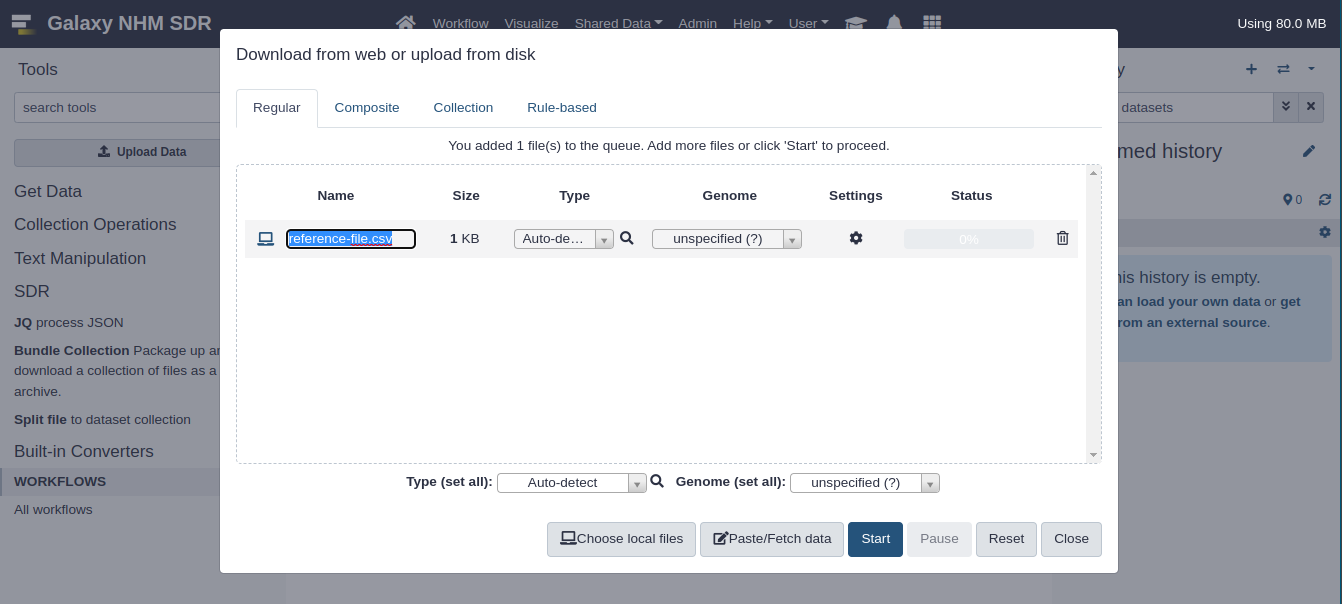 Galaxy NHM SDR
Workflow Visualize Shared Data Admin Help User
Using 80.0 MB
Download from web or upload from disk
Regular Composite Collection Rule-based
You added 1 file(s) to the queue. Add more files or click 'Start' to proceed.
Name Size Type Genome Settings Status
reference-file.csv 1 KB Auto-de... unspecified (?) 0%
Type (set all): Auto-detect Genome (set all): unspecified (?)
Choose local files Paste/Fetch data Start Pause Reset Close
Tools
search tools
Upload Data
Get Data
Collection Operations
Text Manipulation
SDR
JQ process JSON
Bundle Collection Package up
download a collection of files as a
archive.
Split file to dataset collection
Built-in Converters
WORKFLOWS
All workflows
y
datasets
med history
0
his history is empty.
an load your own data or get
rom an external source.